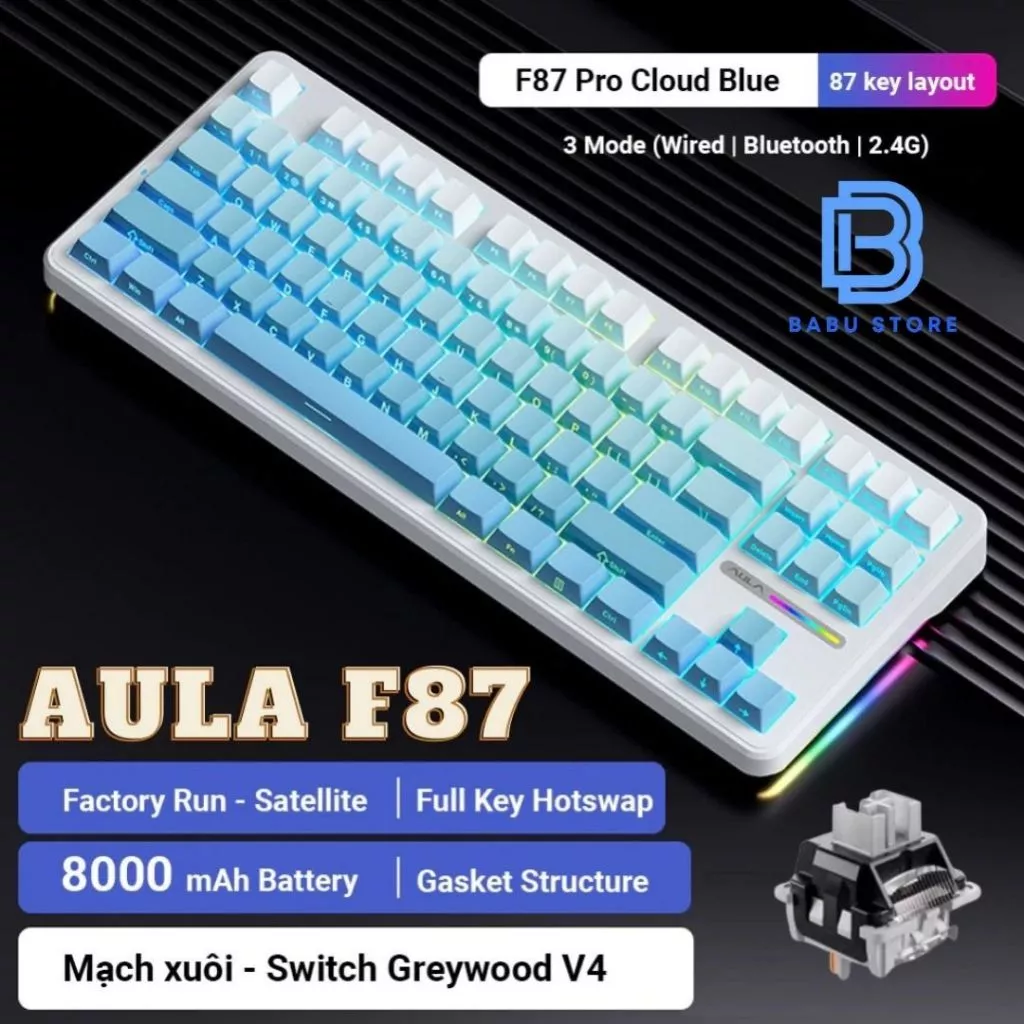 F87 Pro Cloud Blue
87 key layout
3 Mode (Wired | Bluetooth | 2.4G)
BABU STORE
AULA
AULA F87
Factory Run - Satellite | Full Key Hotswap
8000 mAh Battery | Gasket Structure
Mạch xuôi - Switch Greywood V4